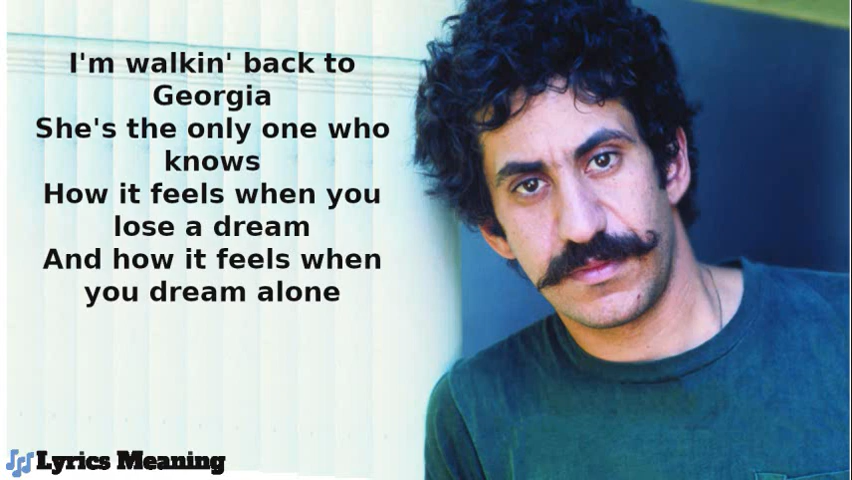 I'm walkin' back to
Georgia
She's the only one who
knows
How it feels when you
lose a dream
And how it feels when
you dream alone
Lyrics Meaning